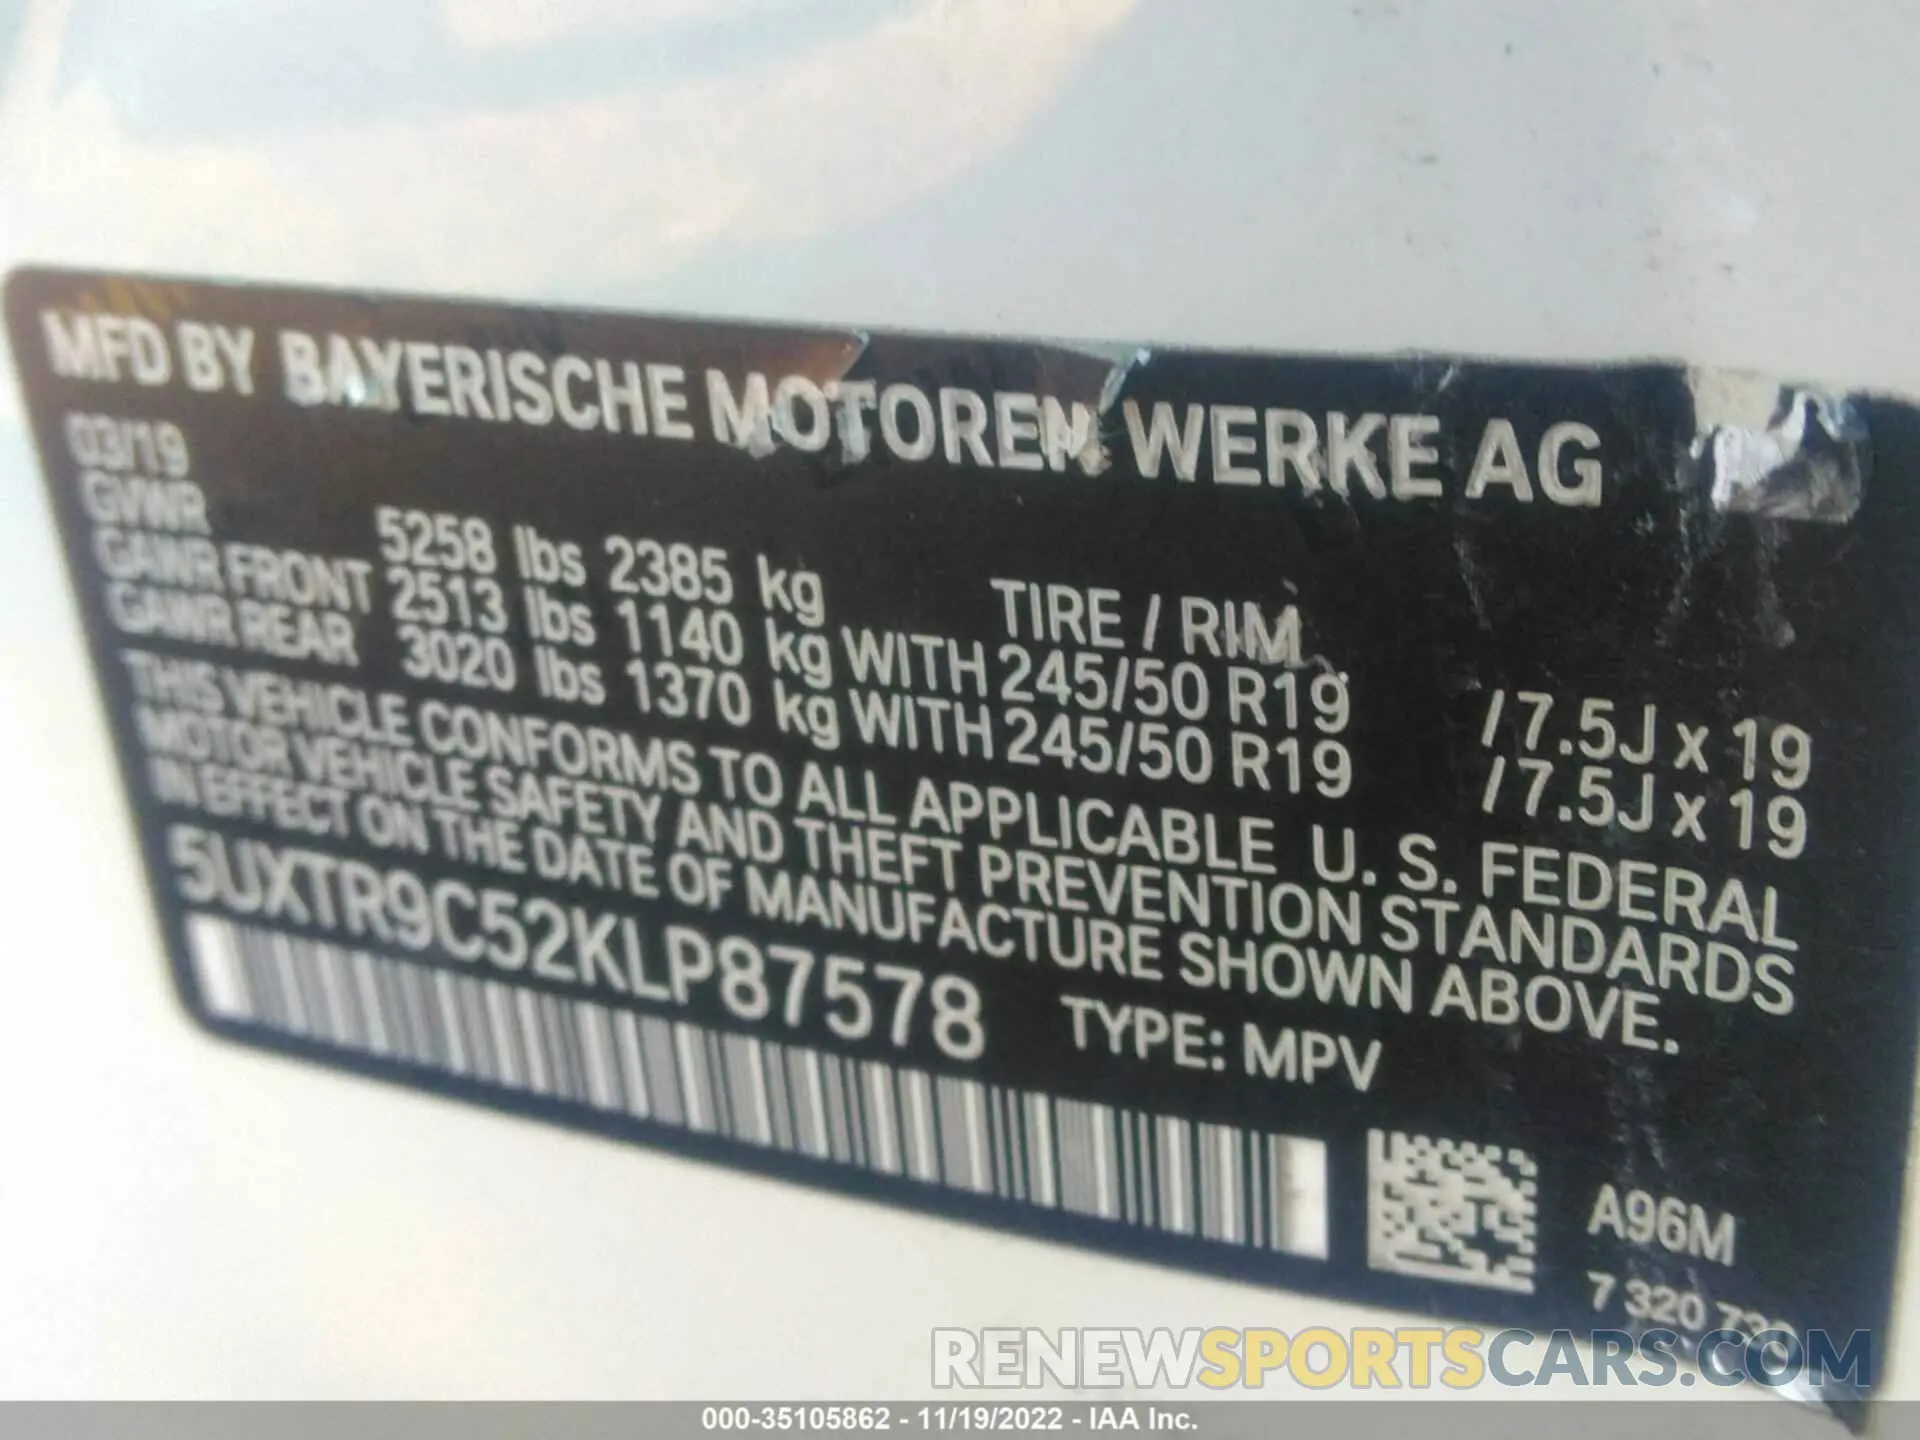 MFD BY BAYERISCHE MOTOREN WERKE AG
03/19
GVWR 5258 lbs 2385 kg TIRE / RIM
GAWR FRONT 2513 lbs 1140 kg WITH 245/50 R19 / 7.5J x 19
GAWR REAR 3020 lbs 1370 kg WITH 245/50 R19 / 7.5J x 19
THIS VEHICLE CONFORMS TO ALL APPLICABLE U. S. FEDERAL
MOTOR VEHICLE SAFETY AND THEFT PREVENTION STANDARDS
IN EFFECT ON THE DATE OF MANUFACTURE SHOWN ABOVE.
5UXTR9C52KLP87578 TYPE: MPV
A96M
7 320
RENEWSPORTSCARS.COM
000-35105862 - 11/19/2022 - IAA Inc.